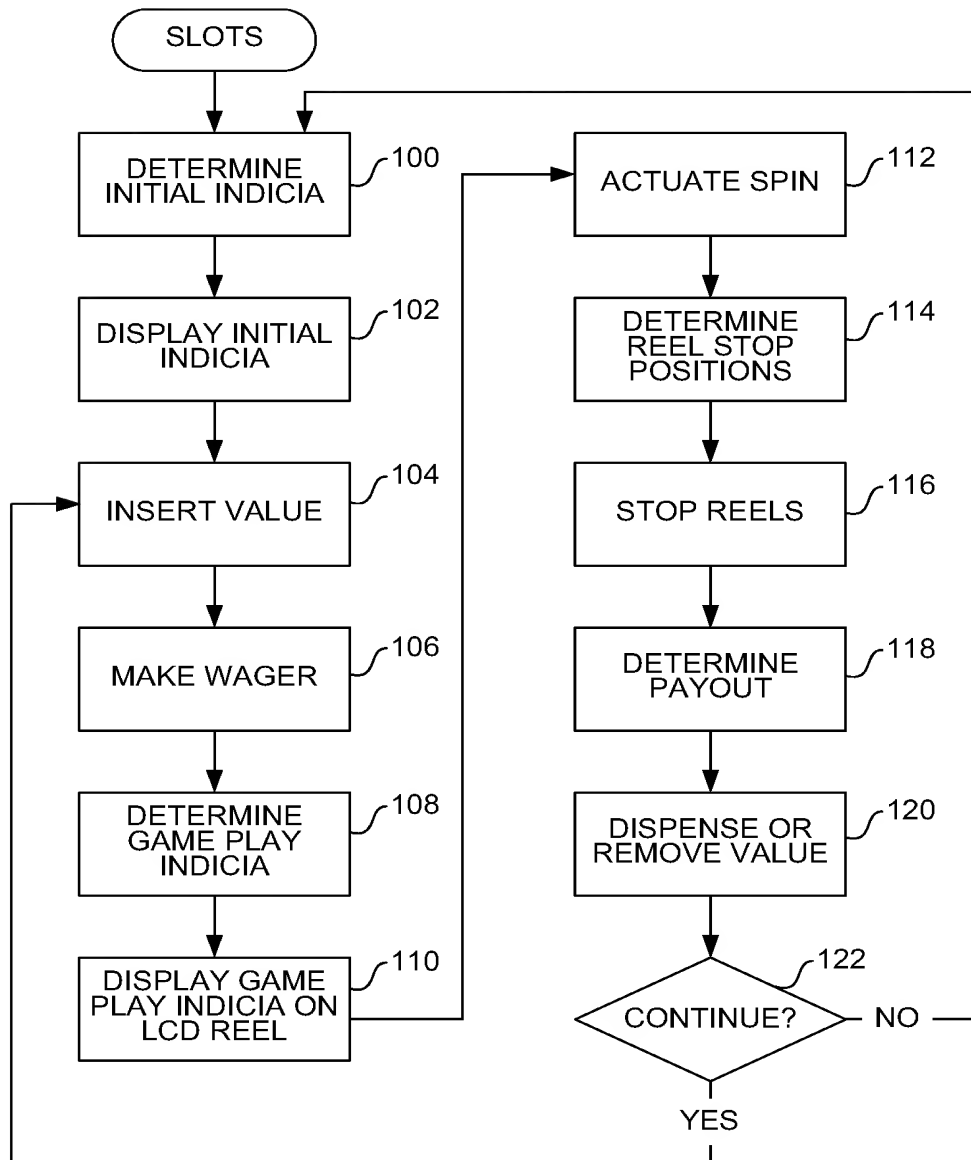 SLOTS
DETERMINE
INITIAL INDICIA
100
DISPLAY INITIAL
INDICIA
102
INSERT VALUE
104
MAKE WAGER
106
DETERMINE
GAME PLAY
INDICIA
108
DISPLAY GAME
PLAY INDICIA ON
LCD REEL
110
ACTUATE SPIN
112
DETERMINE
REEL STOP
POSITIONS
114
STOP REELS
116
DETERMINE
PAYOUT
118
DISPENSE OR
REMOVE VALUE
120
CONTINUE?
122
NO
YES